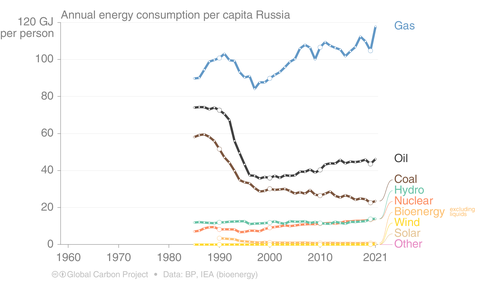 Annual energy consumption per capita Russia
120 GJ
per person
100
80
60
40
20
0
1960 1970 1980 1990 2000 2010 2021
Gas
Oil
Coal
Hydro
Nuclear
Bioenergy excluding
liquids
Wind
Solar
Other
Global Carbon Project • Data: BP, IEA (bioenergy)